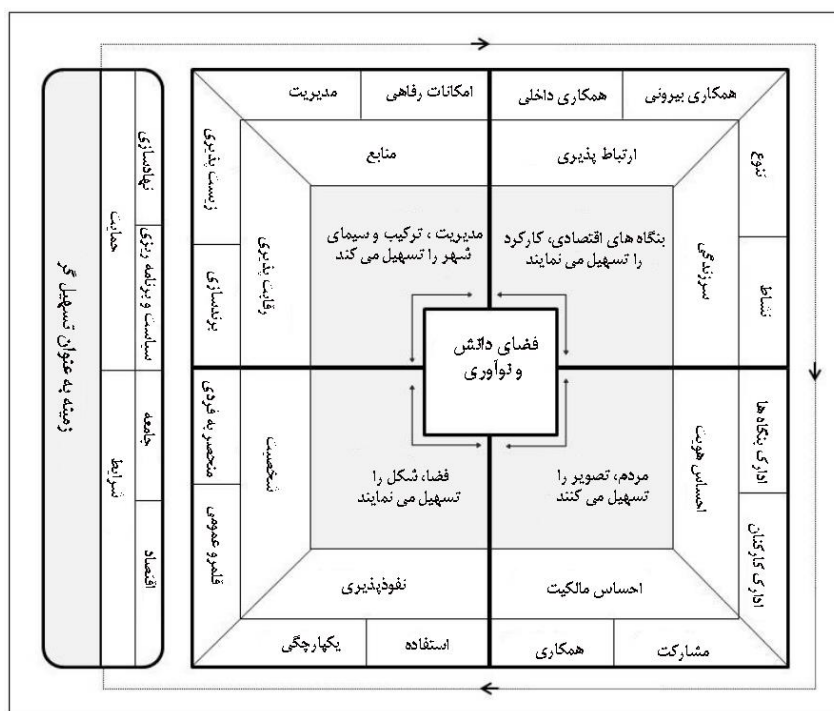 همکاری بیرونی
همکاری داخلی
امکانات رفاهی
مدیریت
ارتباط پذیری
منابع
تنوع
نشاط
سرزندگی
بنگاه های اقتصادی، کارکرد
را تسهیل می نمایند
مدیریت ، ترکیب و سیمای
شهر را تسهیل می کند
رقابت پذیری
زیست پذیری
برندسازی
فضای دانش
و نوآوری
ادارک بنگاه ها
ادارک کارکنان
احساس هویت
مردم، تصویر را
تسهیل می کنند
فضا، شکل را
تسهیل می نمایند
شخصیت
منحصر به فردی
قلمرو عمومی
احساس مالکیت
نفوذپذیری
مشارکت
همکاری
استفاده
یکپارچگی
نهادسازی
سیاست و برنامه ریزی
جامعه
اقتصاد
حمایت
شرایط
زمینه به عنوان تسهیل گر